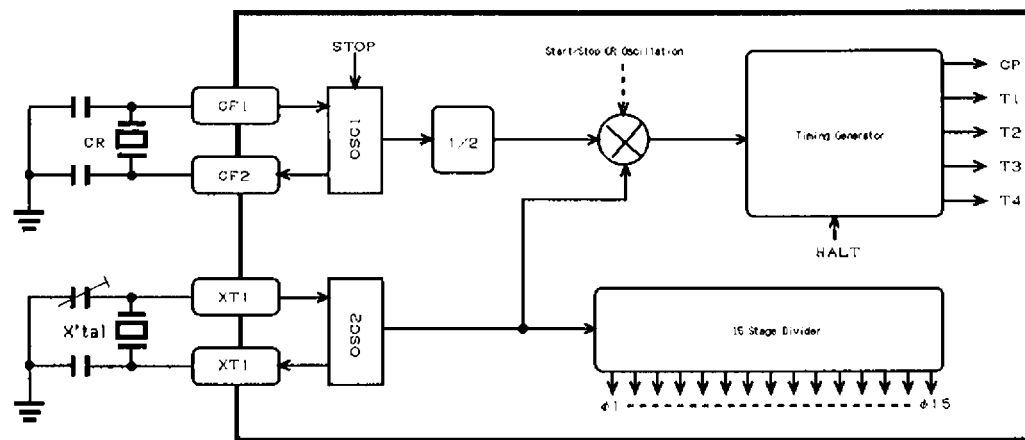 STOP
Start/Stop CR Oscillation
CF1
CR
CF2
OSC1
1/2
Timing Generator
CP
T1
T2
T3
T4
HALT
XT1
X'tal
XT1
OSC2
15 Stage Divider
φ1
φ15